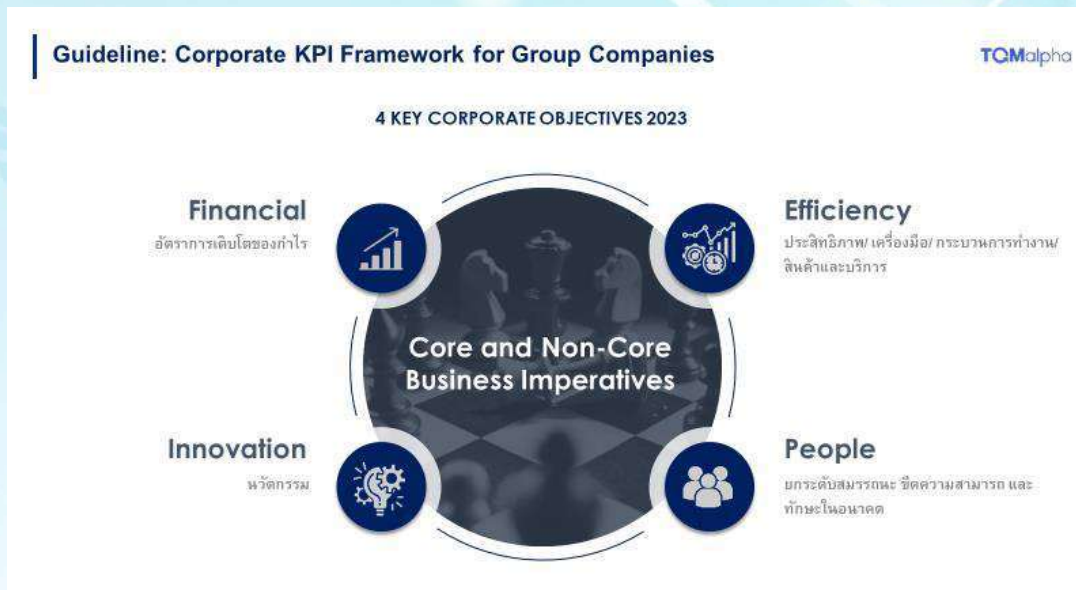 Guideline: Corporate KPI Framework for Group Companies
TQMalpha
4 KEY CORPORATE OBJECTIVES 2023
Financial
อัตราการเติบโตของกำไร
Efficiency
ประสิทธิภาพ/ เครื่องมือ/ กระบวนการทำงาน/
สินค้าและบริการ
Core and Non-Core
Business Imperatives
Innovation
นวัตกรรม
People
ยกระดับสมรรถนะ ขีดความสามารถ และ
ทักษะในอนาคต